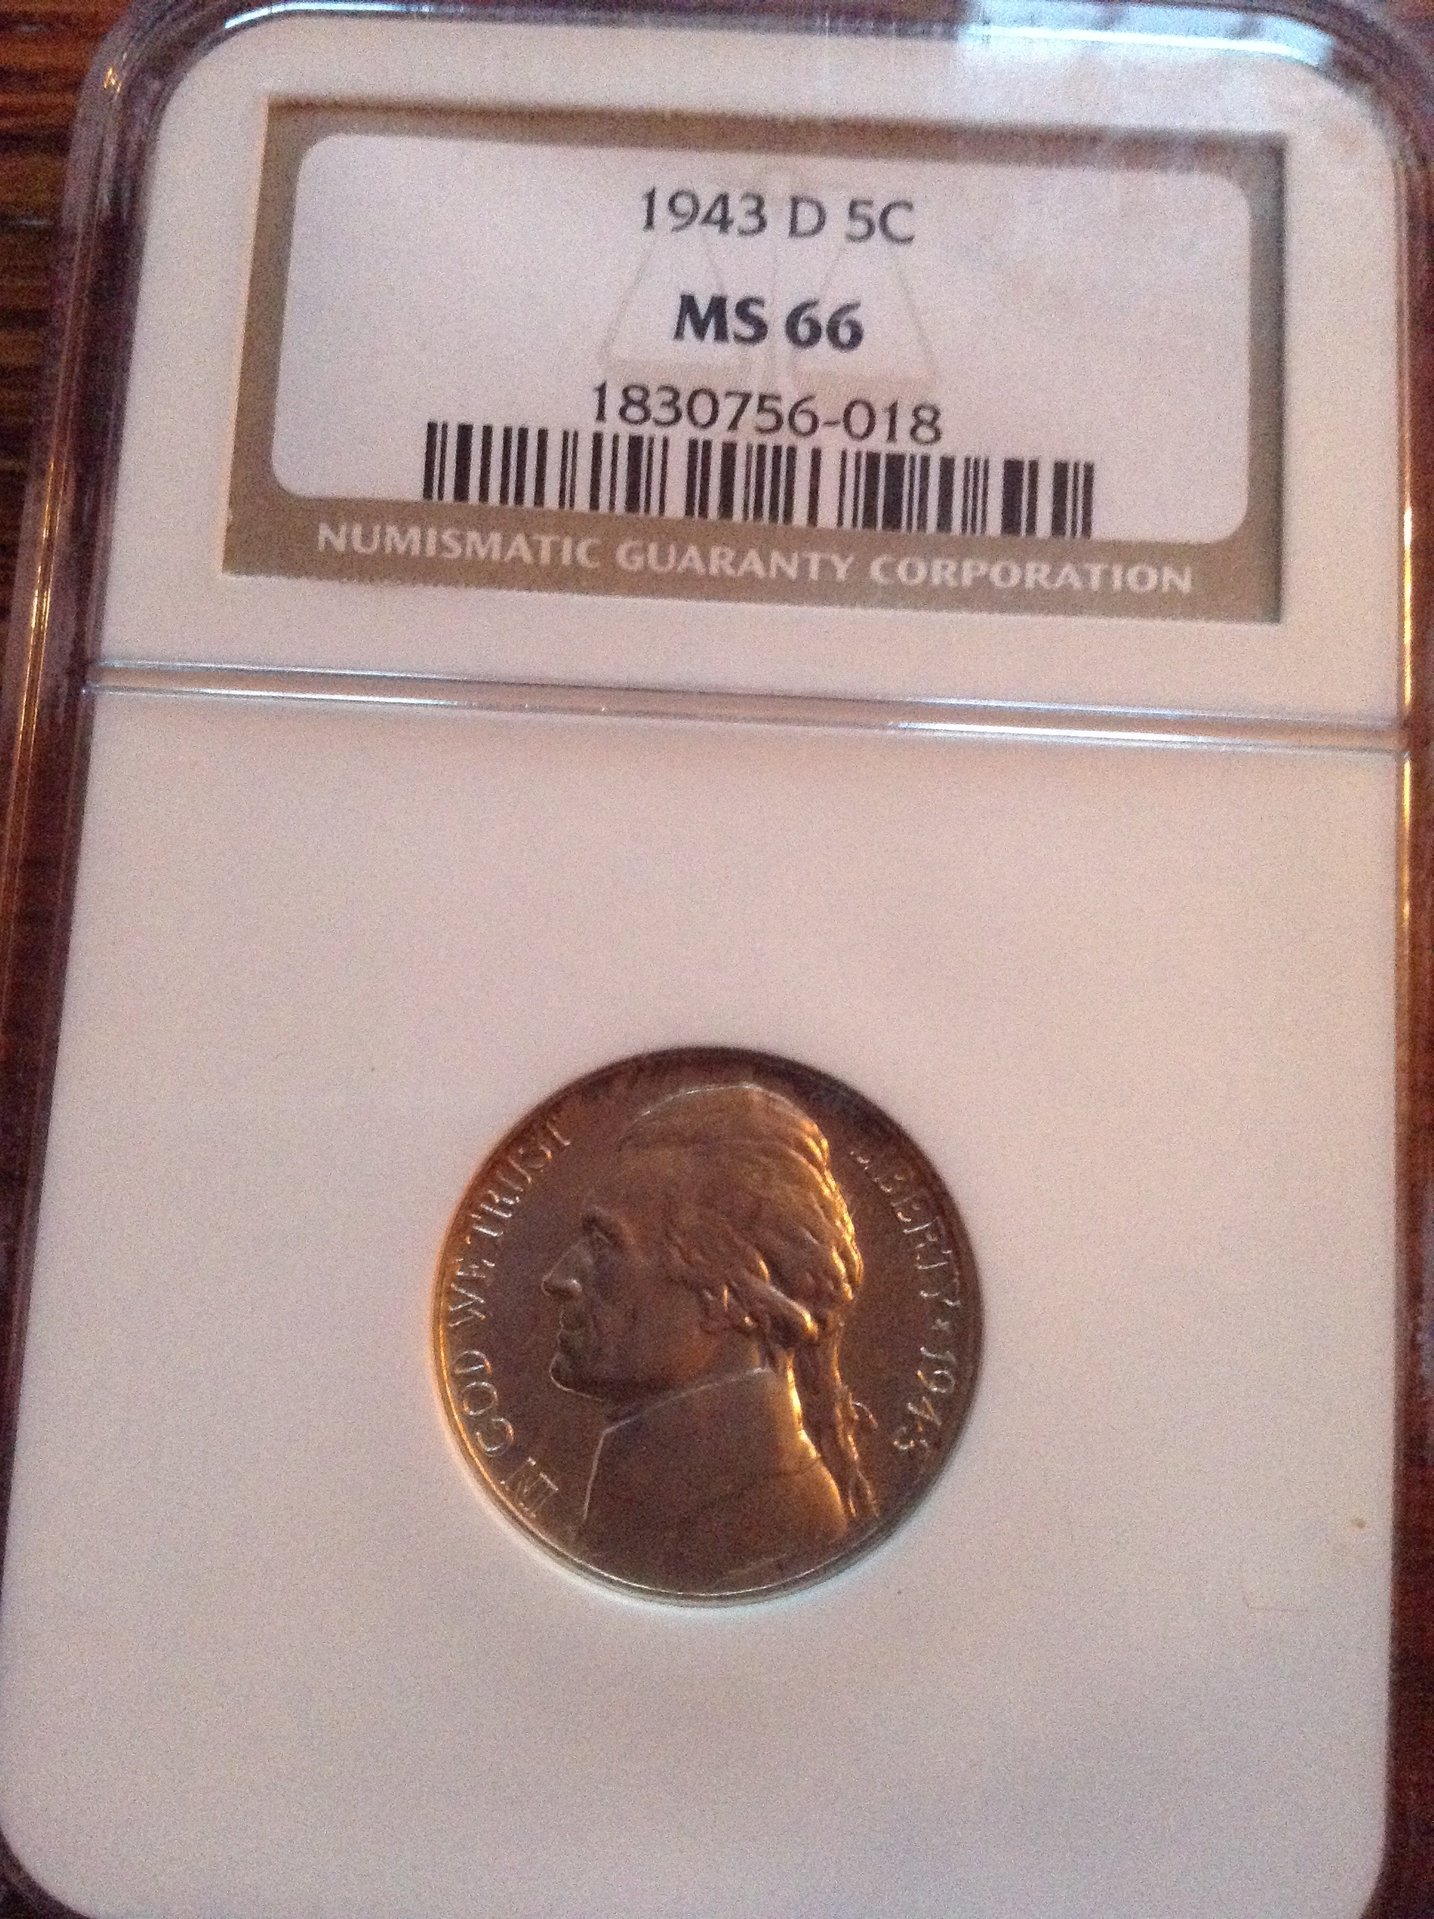 1943 D 5C
MS 66
1830756-018
NUMISMATIC GUARANTY CORPORATION
IN GOD WE TRUST
LIBERTY ★ 1943